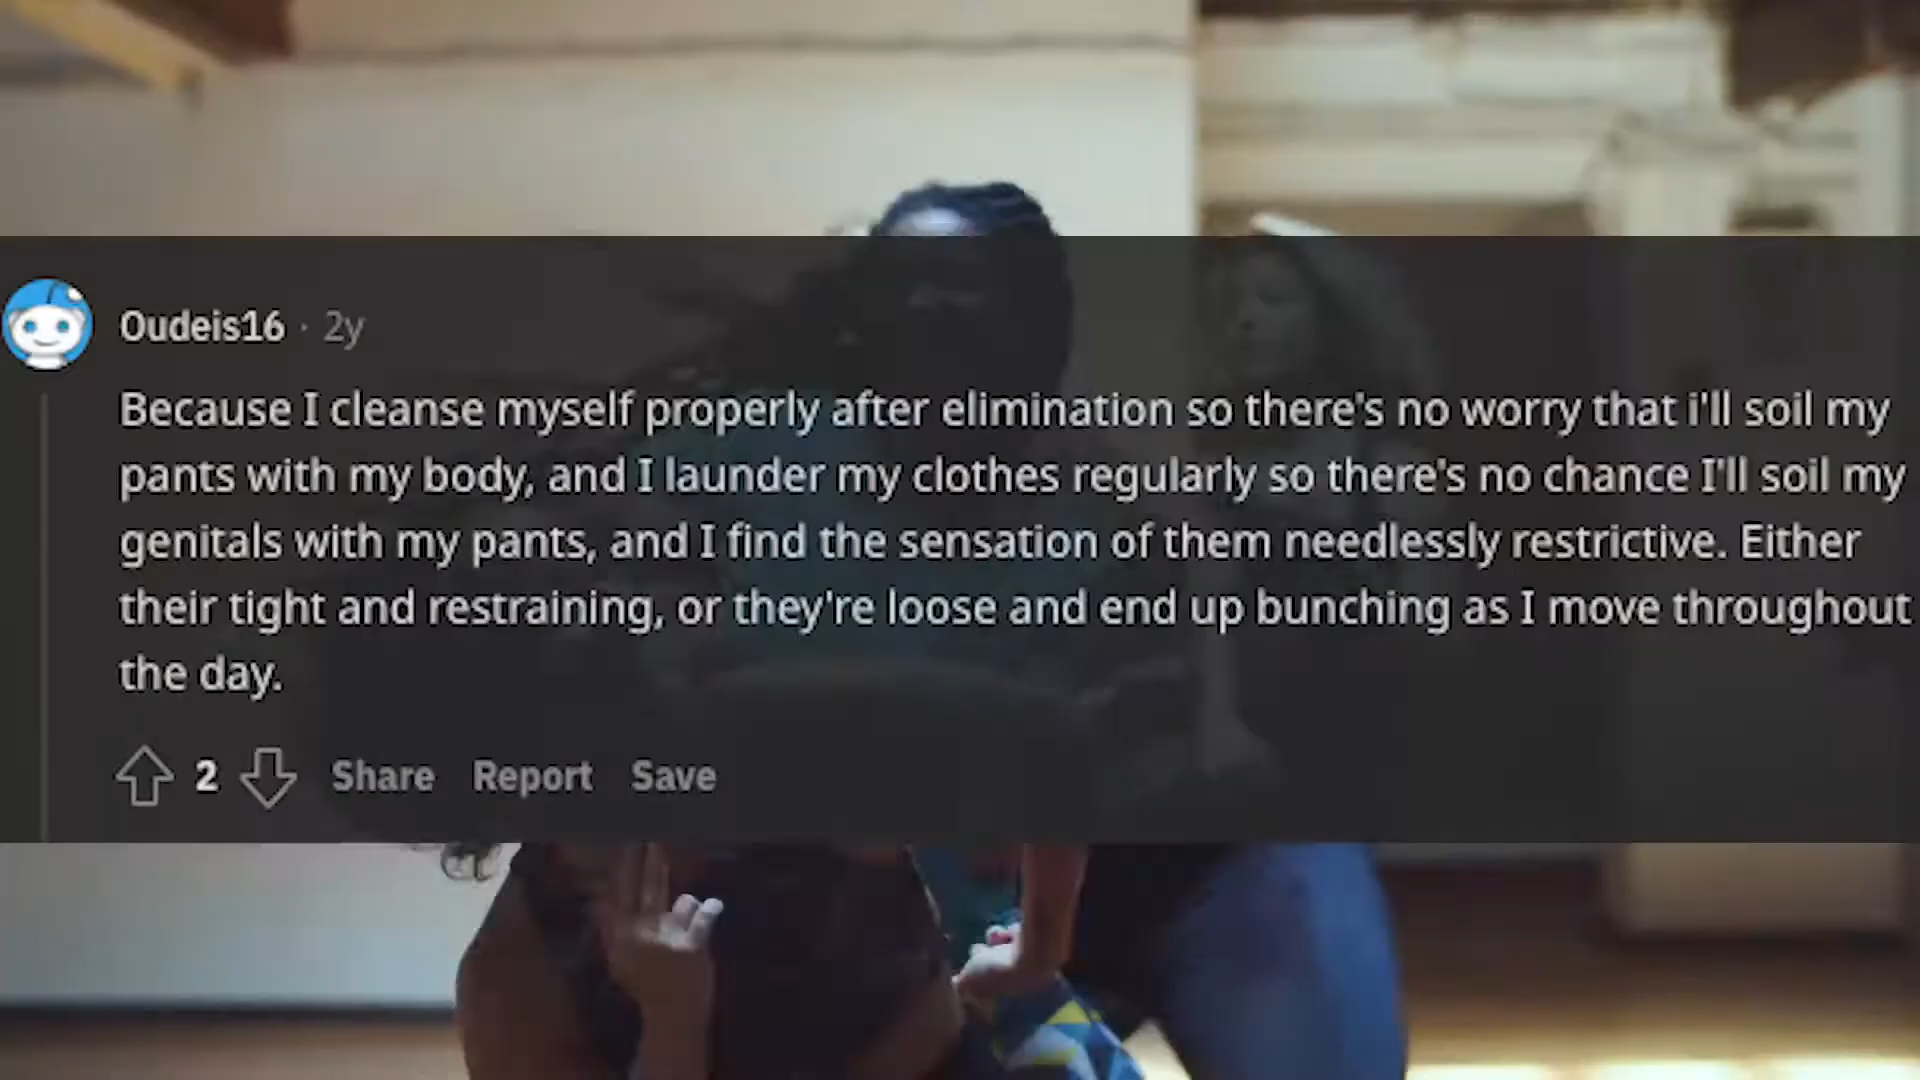 Oudeis16 · 2y
Because I cleanse myself properly after elimination so there's no worry that i'll soil my
pants with my body, and I launder my clothes regularly so there's no chance I'll soil my
genitals with my pants, and I find the sensation of them needlessly restrictive. Either
their tight and restraining, or they're loose and end up bunching as I move throughout
the day.
2 Share Report Save